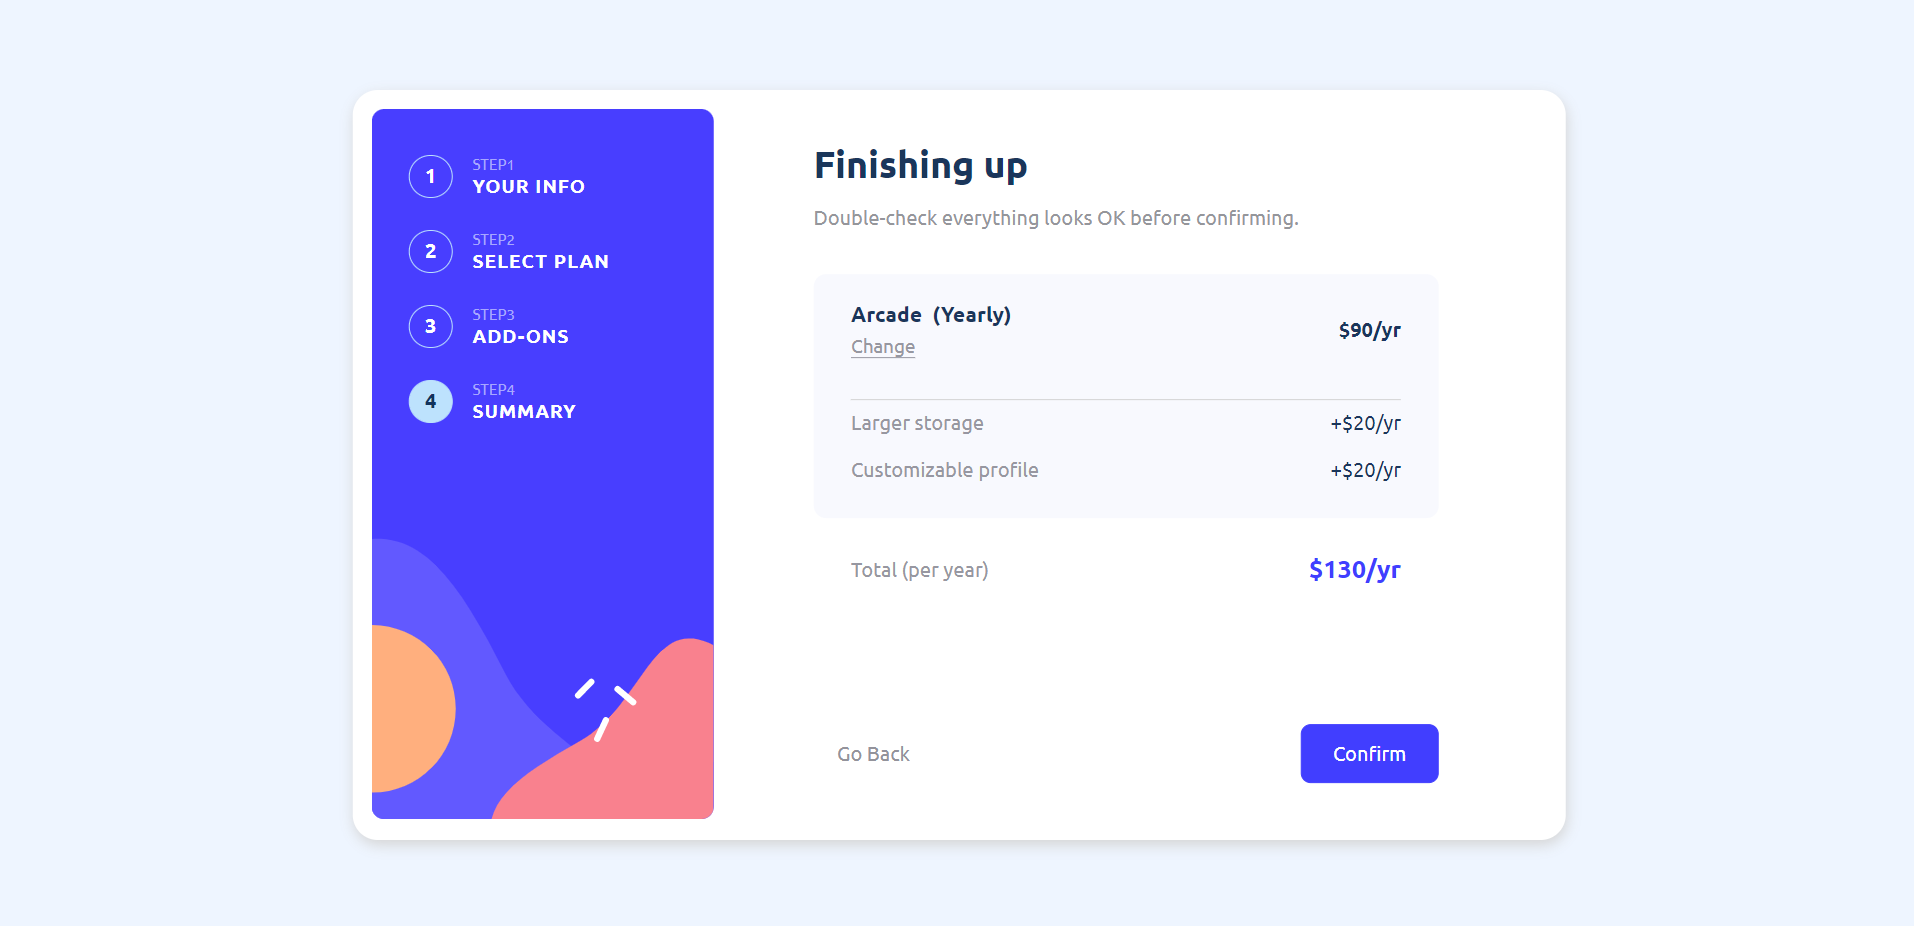 1
STEP1
YOUR INFO
2
STEP2
SELECT PLAN
3
STEP3
ADD-ONS
4
STEP4
SUMMARY
Finishing up
Double-check everything looks OK before confirming.
Arcade (Yearly)
$90/yr
Change
Larger storage +$20/yr
Customizable profile +$20/yr
Total (per year) $130/yr
Go Back
Confirm